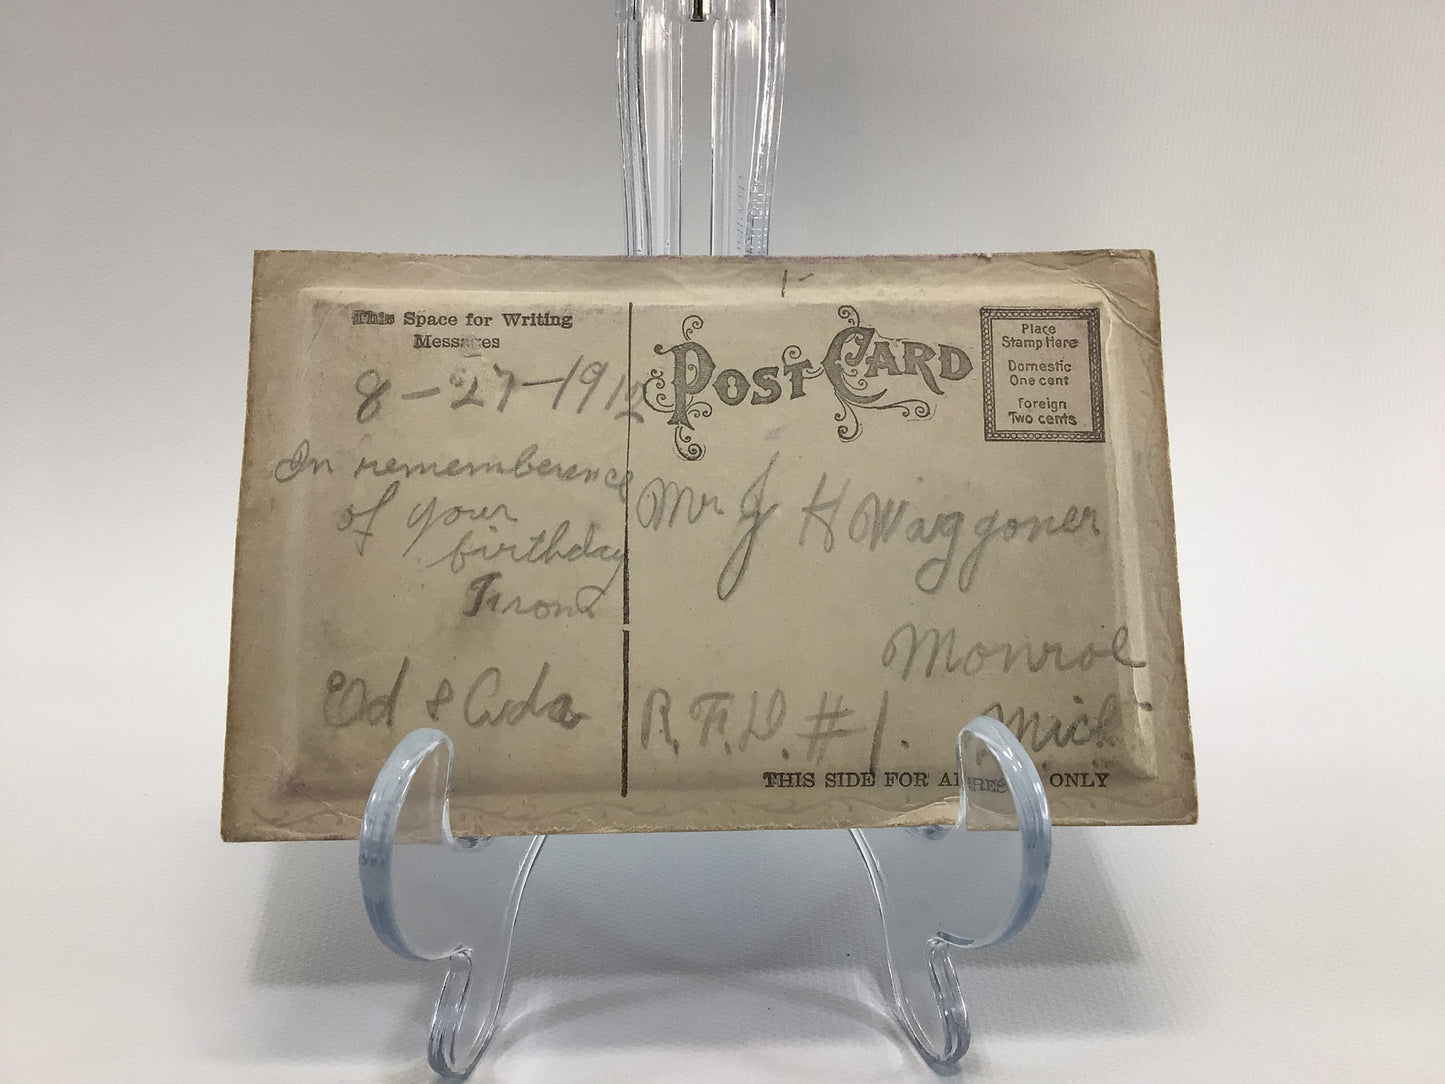 This Space for Writing
Messages
8-27-1912
In rememberence
of your
birthday
From
Ed & Ada
POST CARD
Place
Stamp Here
Domestic
One cent
foreign
Two cents
Mr J H Waggoner
Monroe
R.F.D. #1. Mich.
THIS SIDE FOR ADDRESS ONLY